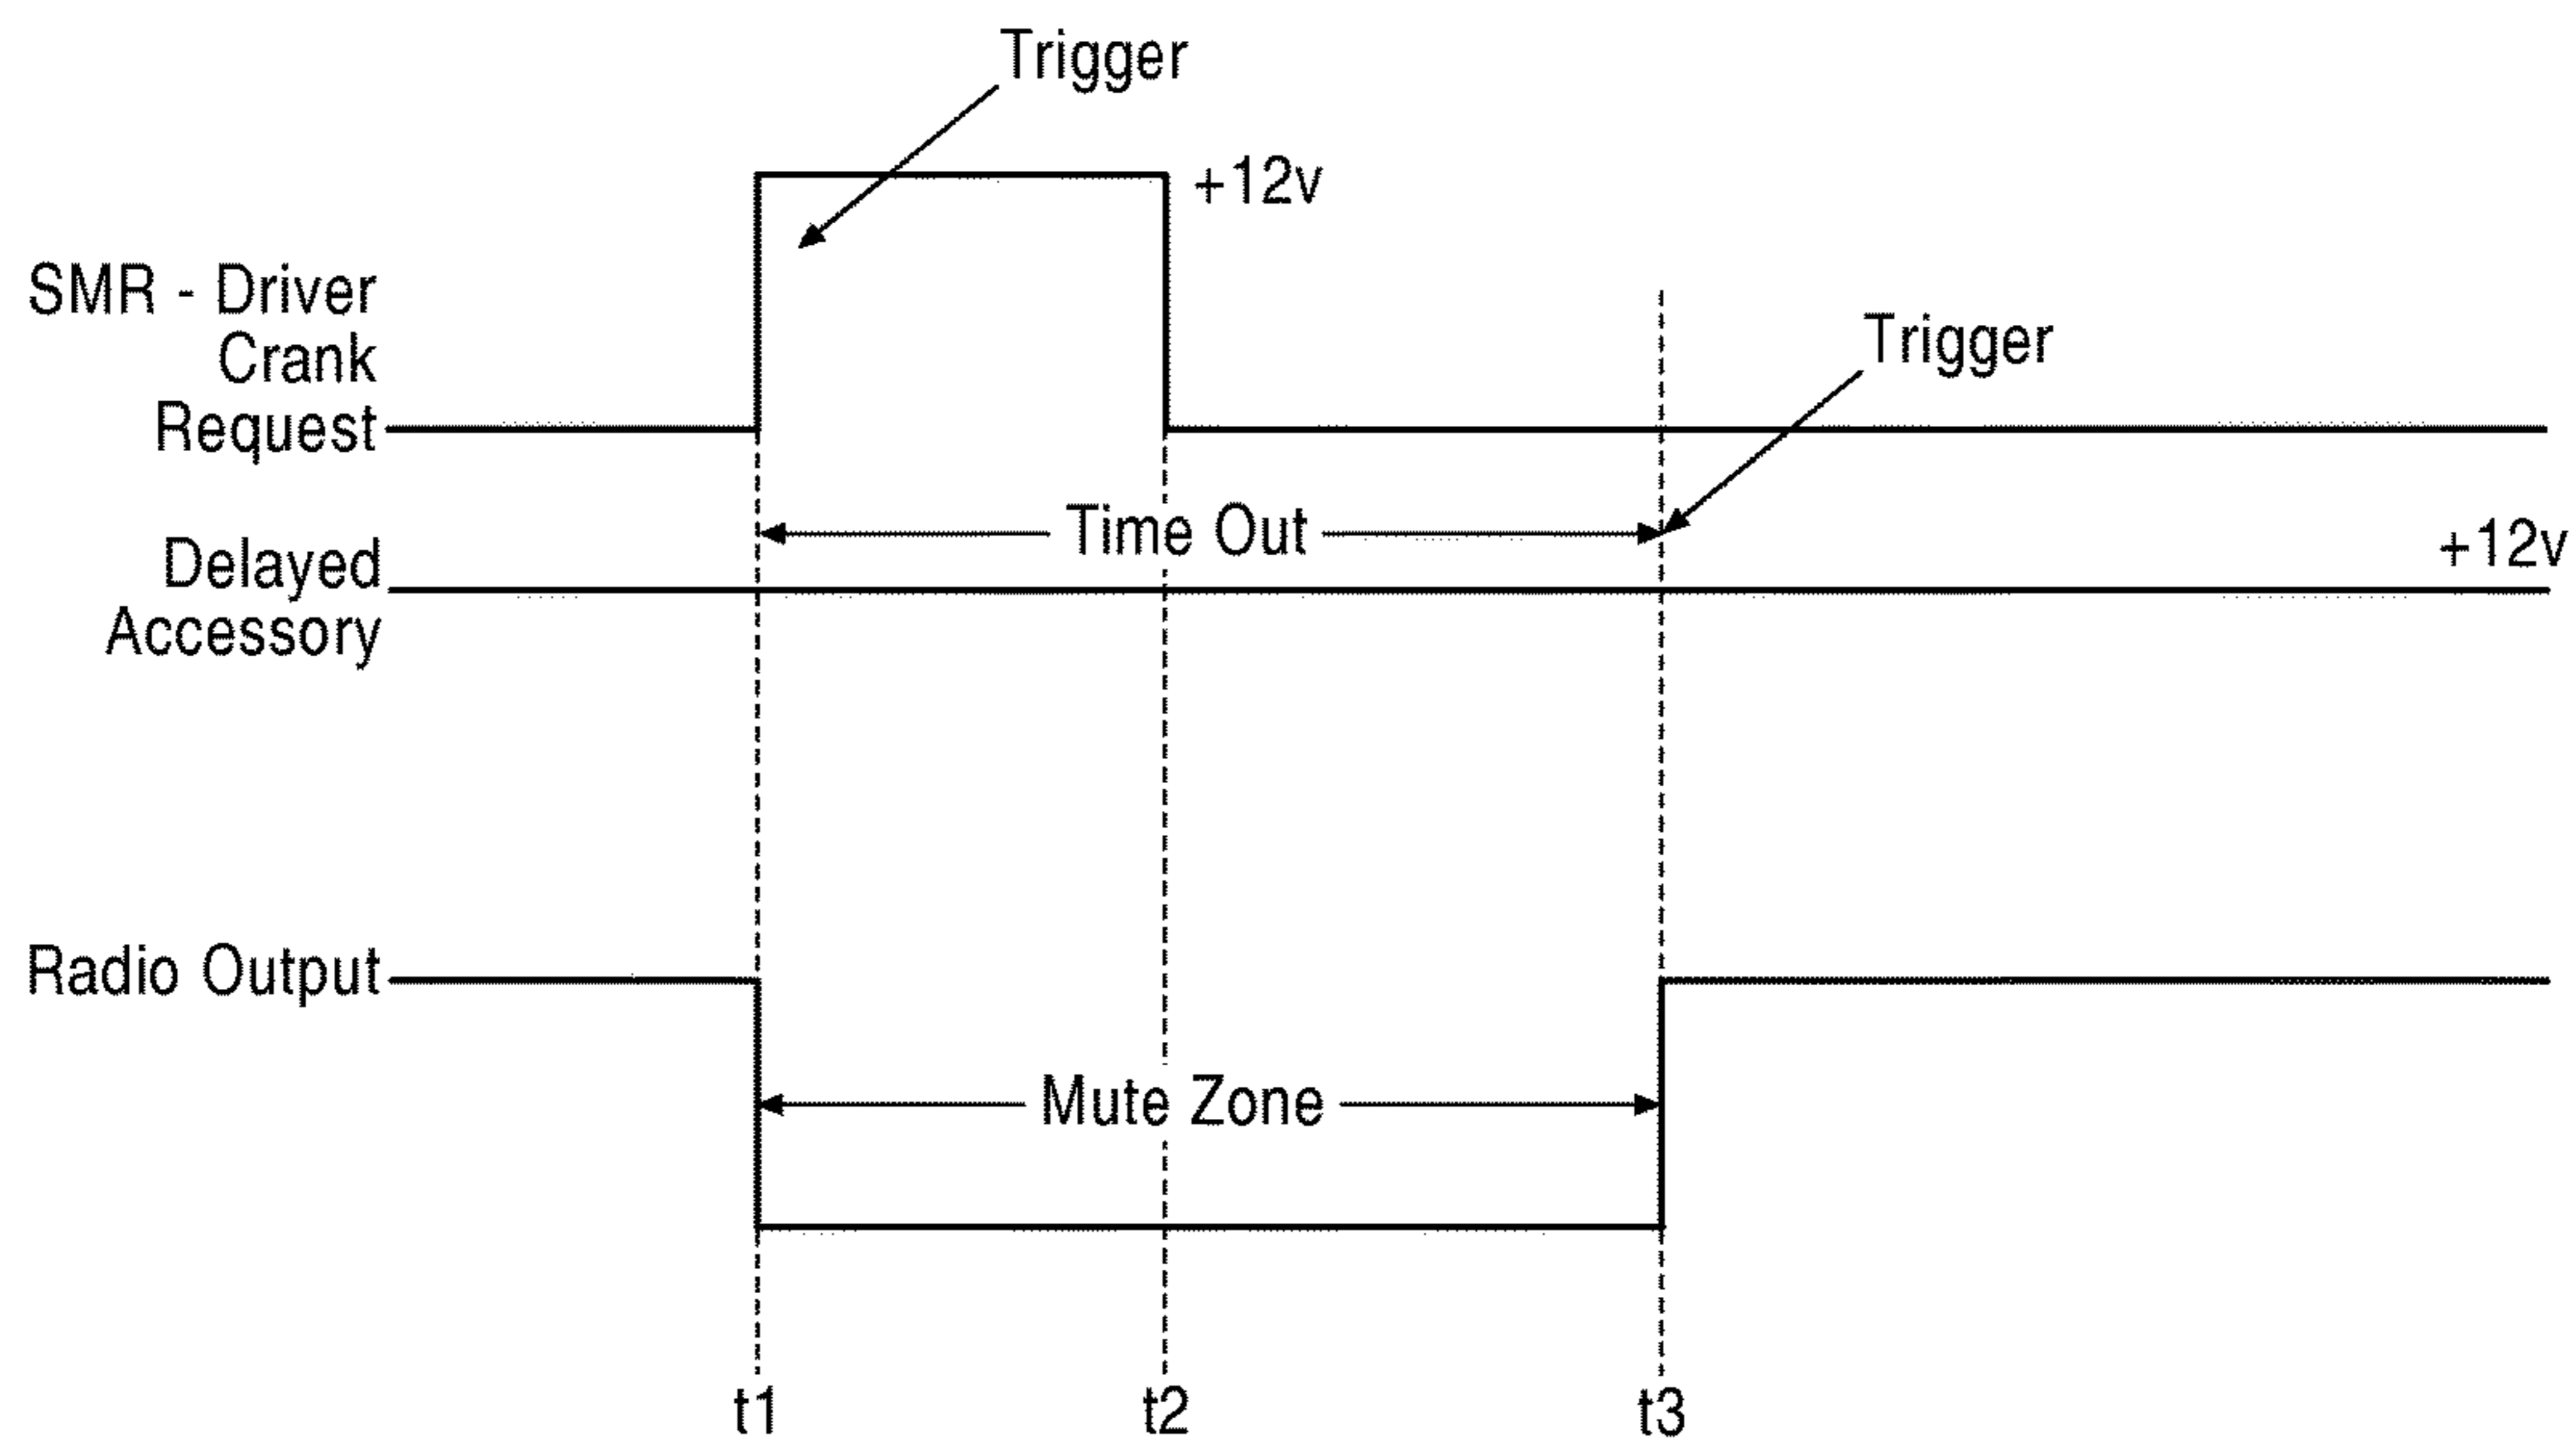 Trigger
+12v
SMR - Driver
Crank
Request
Trigger
Time Out
+12v
Delayed
Accessory
Radio Output
Mute Zone
t1 t2 t3